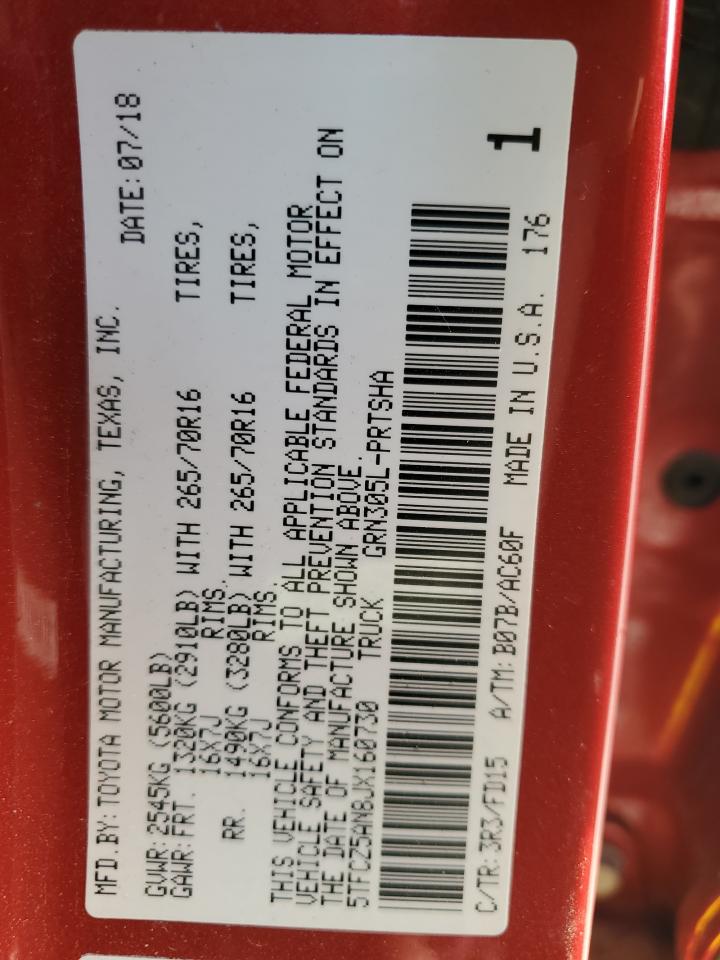 MFD.BY: TOYOTA MOTOR MANUFACTURING, TEXAS, INC.
DATE: 07/18
GVWR: 2545KG (5600LB)
GAWR: FRT. 1320KG (2910LB) WITH 265/70R16 TIRES,
16X7J RIMS.
RR. 1490KG (3280LB) WITH 265/70R16 TIRES,
16X7J RIMS.
THIS VEHICLE CONFORMS TO ALL APPLICABLE FEDERAL MOTOR
VEHICLE SAFETY AND THEFT PREVENTION STANDARDS IN EFFECT ON
THE DATE OF MANUFACTURE SHOWN ABOVE.
5TFCZ5AN8JX160730 TRUCK GRN305L-PRTSHA
C/TR: 3R3/FD15 A/TM: B07B/AC60F MADE IN U.S.A. 176
1